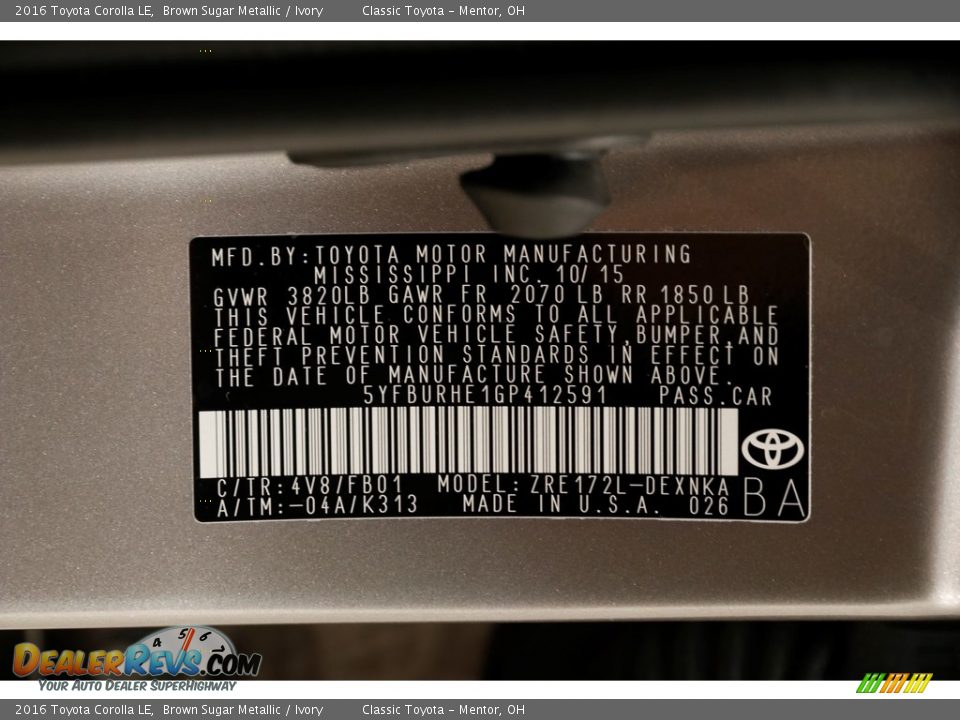 2016 Toyota Corolla LE, Brown Sugar Metallic / Ivory Classic Toyota – Mentor, OH
MFD.BY:TOYOTA MOTOR MANUFACTURING
MISSISSIPPI INC. 10/15
GVWR 3820LB GAWR FR 2070 LB RR 1850 LB
THIS VEHICLE CONFORMS TO ALL APPLICABLE
FEDERAL MOTOR VEHICLE SAFETY,BUMPER,AND
THEFT PREVENTION STANDARDS IN EFFECT ON
THE DATE OF MANUFACTURE SHOWN ABOVE.
5YFBURHE1GP412591 PASS.CAR
C/TR:4V8/FB01 MODEL:ZRE172L-DEXNKA
A/TM:-04A/K313 MADE IN U.S.A. 026
BA
4 5 6 7
DEALERREVS.COM
YOUR AUTO DEALER SUPERHIGHWAY
2016 Toyota Corolla LE, Brown Sugar Metallic / Ivory Classic Toyota – Mentor, OH